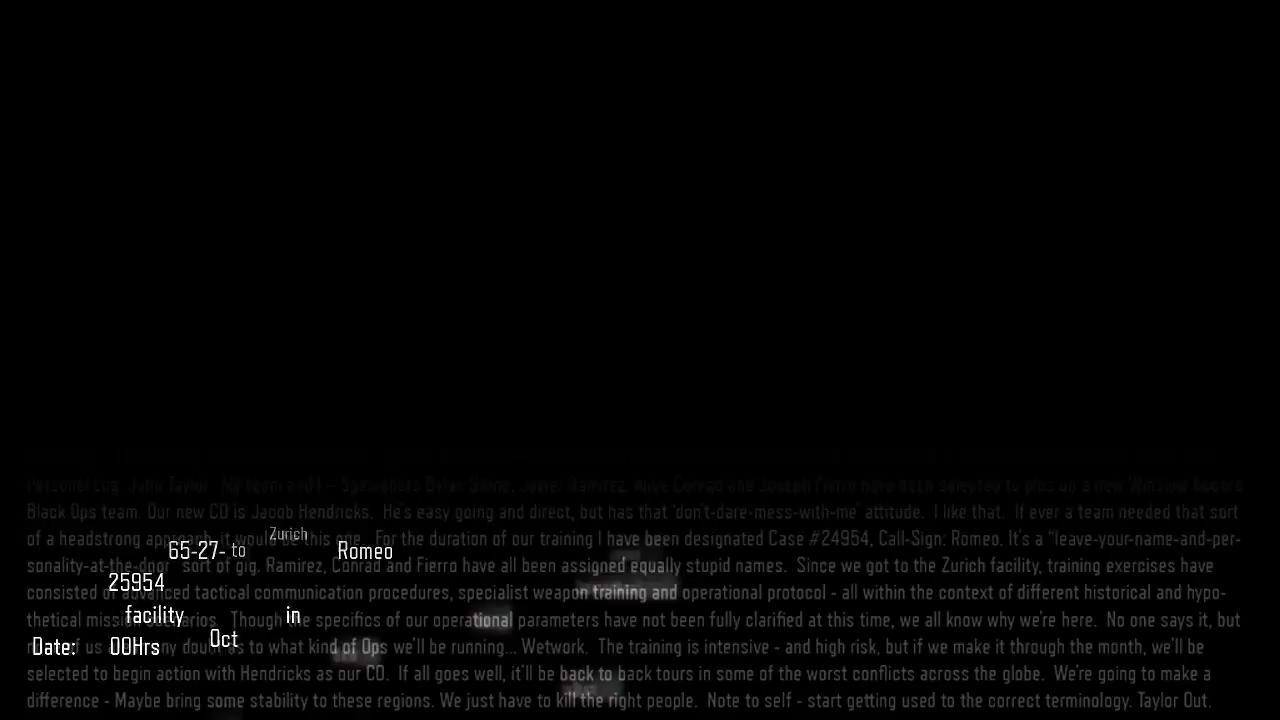 Personal Log: John Taylor. My team and I – Specialists Dylan Stone, Javier Ramirez, Alice Conrad and Joseph Fierro have been selected to join up a new Winslow Accord
Black Ops team. Our new CO is Jacob Hendricks. He's easy going and direct, but has that 'don't-dare-mess-with-me' attitude. I like that. If ever a team needed that sort
of a headstrong approach, it would be this one. For the duration of our training I have been designated Case #24954, Call-Sign: Romeo. It's a "leave-your-name-and-per-
sonality-at-the-door" sort of gig. Ramirez, Conrad and Fierro have all been assigned equally stupid names. Since we got to the Zurich facility, training exercises have
consisted of advanced tactical communication procedures, specialist weapon training and operational protocol - all within the context of different historical and hypo-
thetical mission scenarios. Though the specifics of our operational parameters have not been fully clarified at this time, we all know why we're here. No one says it, but
none of us any doubt as to what kind of Ops we'll be running... Wetwork. The training is intensive - and high risk, but if we make it through the month, we'll be
selected to begin action with Hendricks as our CO. If all goes well, it'll be back to back tours in some of the worst conflicts across the globe. We're going to make a
difference - Maybe bring some stability to these regions. We just have to kill the right people. Note to self - start getting used to the correct terminology. Taylor Out.
Zurich
65-27- to Romeo
25954
facility in
Date: 00Hrs Oct